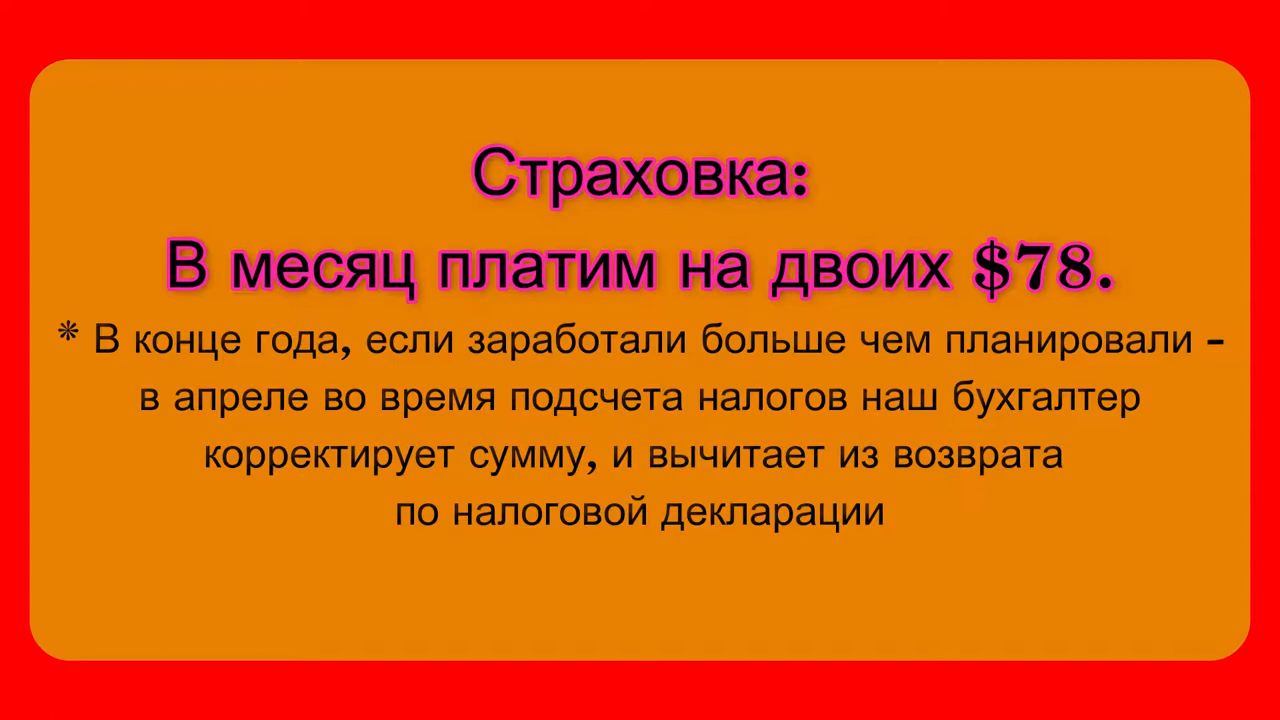 Страховка:
В месяц платим на двоих $78.
* В конце года, если заработали больше чем планировали -
в апреле во время подсчета налогов наш бухгалтер
корректирует сумму, и вычитает из возврата
по налоговой декларации